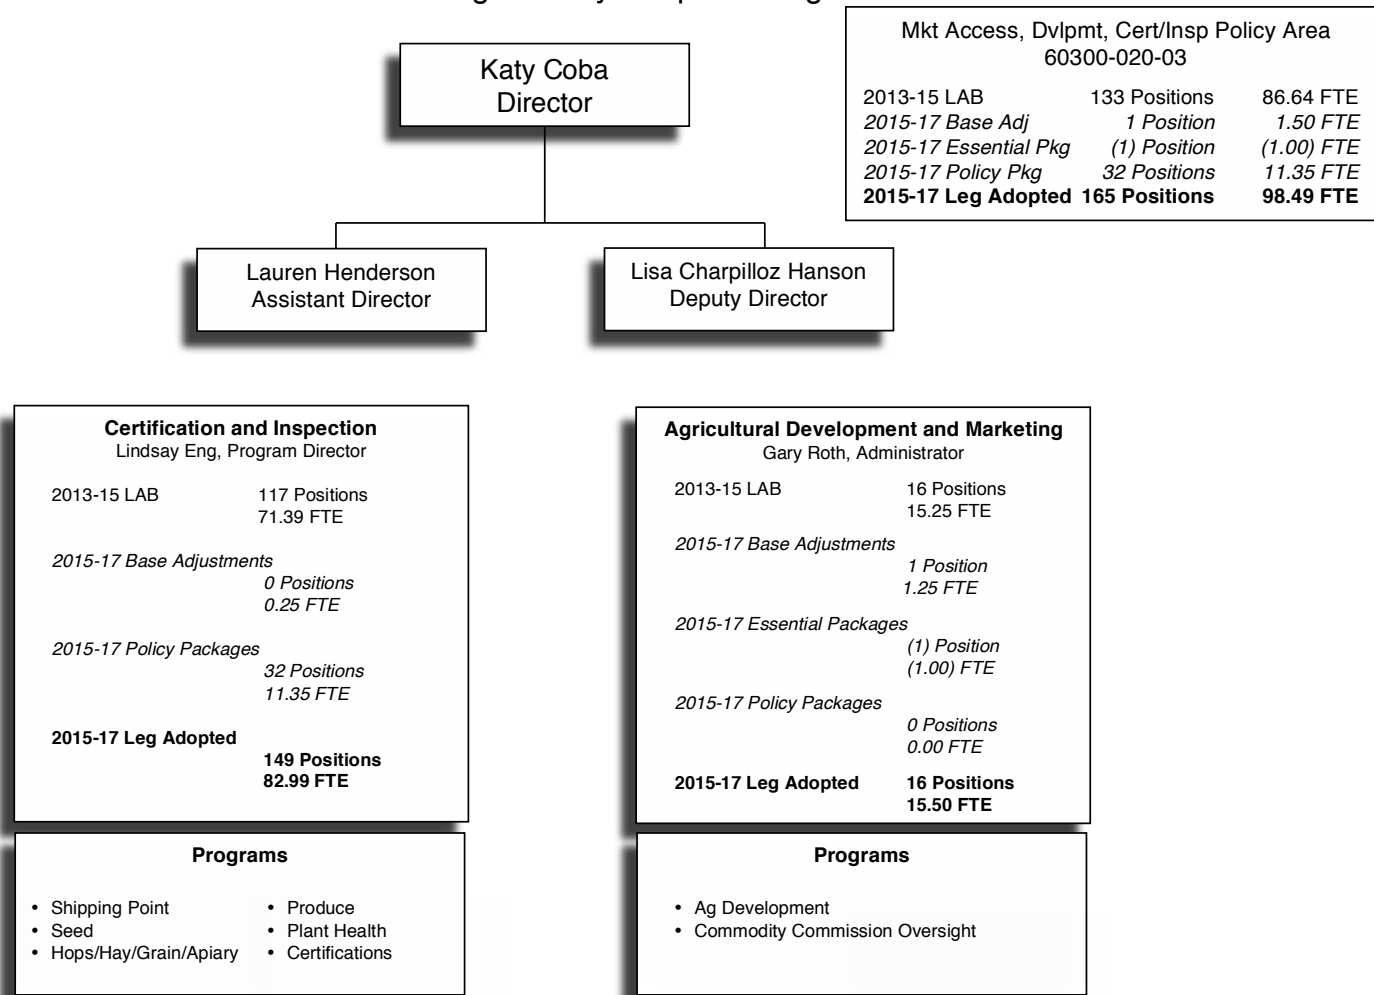 Mkt Access, Dvlpmt, Cert/Insp Policy Area
60300-020-03
2013-15 LAB 133 Positions 86.64 FTE
2015-17 Base Adj 1 Position 1.50 FTE
2015-17 Essential Pkg (1) Position (1.00) FTE
2015-17 Policy Pkg 32 Positions 11.35 FTE
2015-17 Leg Adopted 165 Positions 98.49 FTE
Katy Coba
Director
Lauren Henderson
Assistant Director
Lisa Charpilloz Hanson
Deputy Director
Certification and Inspection
Lindsay Eng, Program Director
2013-15 LAB 117 Positions
71.39 FTE
2015-17 Base Adjustments
0 Positions
0.25 FTE
2015-17 Policy Packages
32 Positions
11.35 FTE
2015-17 Leg Adopted
149 Positions
82.99 FTE
Programs
• Shipping Point
• Seed
• Hops/Hay/Grain/Apiary
• Produce
• Plant Health
• Certifications
Agricultural Development and Marketing
Gary Roth, Administrator
2013-15 LAB 16 Positions
15.25 FTE
2015-17 Base Adjustments
1 Position
1.25 FTE
2015-17 Essential Packages
(1) Position
(1.00) FTE
2015-17 Policy Packages
0 Positions
0.00 FTE
2015-17 Leg Adopted 16 Positions
15.50 FTE
Programs
• Ag Development
• Commodity Commission Oversight